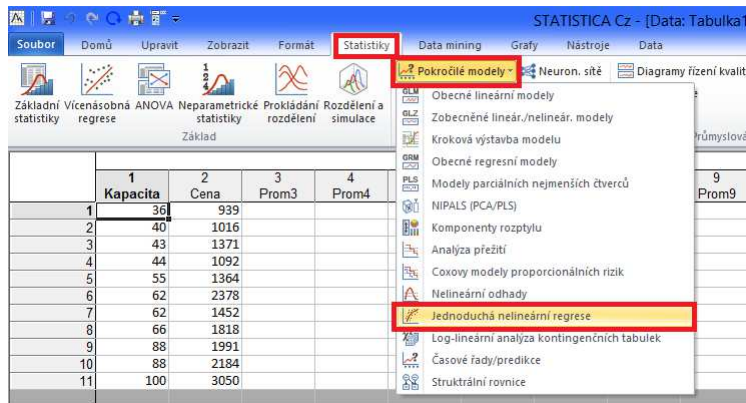 STATISTICA Cz - [Data: Tabulka1
Soubor Domů Upravit Zobrazit Formát Statistiky Data mining Grafy Nástroje Data
Pokročilé modely Neuron. sítě Diagramy řízení kvalit
Základní statistiky Vícenásobná regrese ANOVA Neparametrické statistiky Prokládání rozdělení Rozdělení a simulace
Základ
Průmyslov
GLM Obecné lineární modely
GLZ Zobecněné lineár./nelineár. modely
Kroková výstavba modelu
GRM Obecné regresní modely
PLS Modely parciálních nejmenších čtverců
NIPALS (PCA/PLS)
Komponenty rozptylu
Analýza přežití
Coxovy modely proporcionálních rizik
Nelineární odhady
Jednoduchá nelineární regrese
Log-lineární analýza kontingenčních tabulek
Časové řady/predikce
Struktrální rovnice
1 2 3 4 9
Kapacita Cena Prom3 Prom4 Prom9
1 36 939
2 40 1016
3 43 1371
4 44 1092
5 55 1364
6 62 2378
7 62 1452
8 66 1818
9 88 1991
10 88 2184
11 100 3050